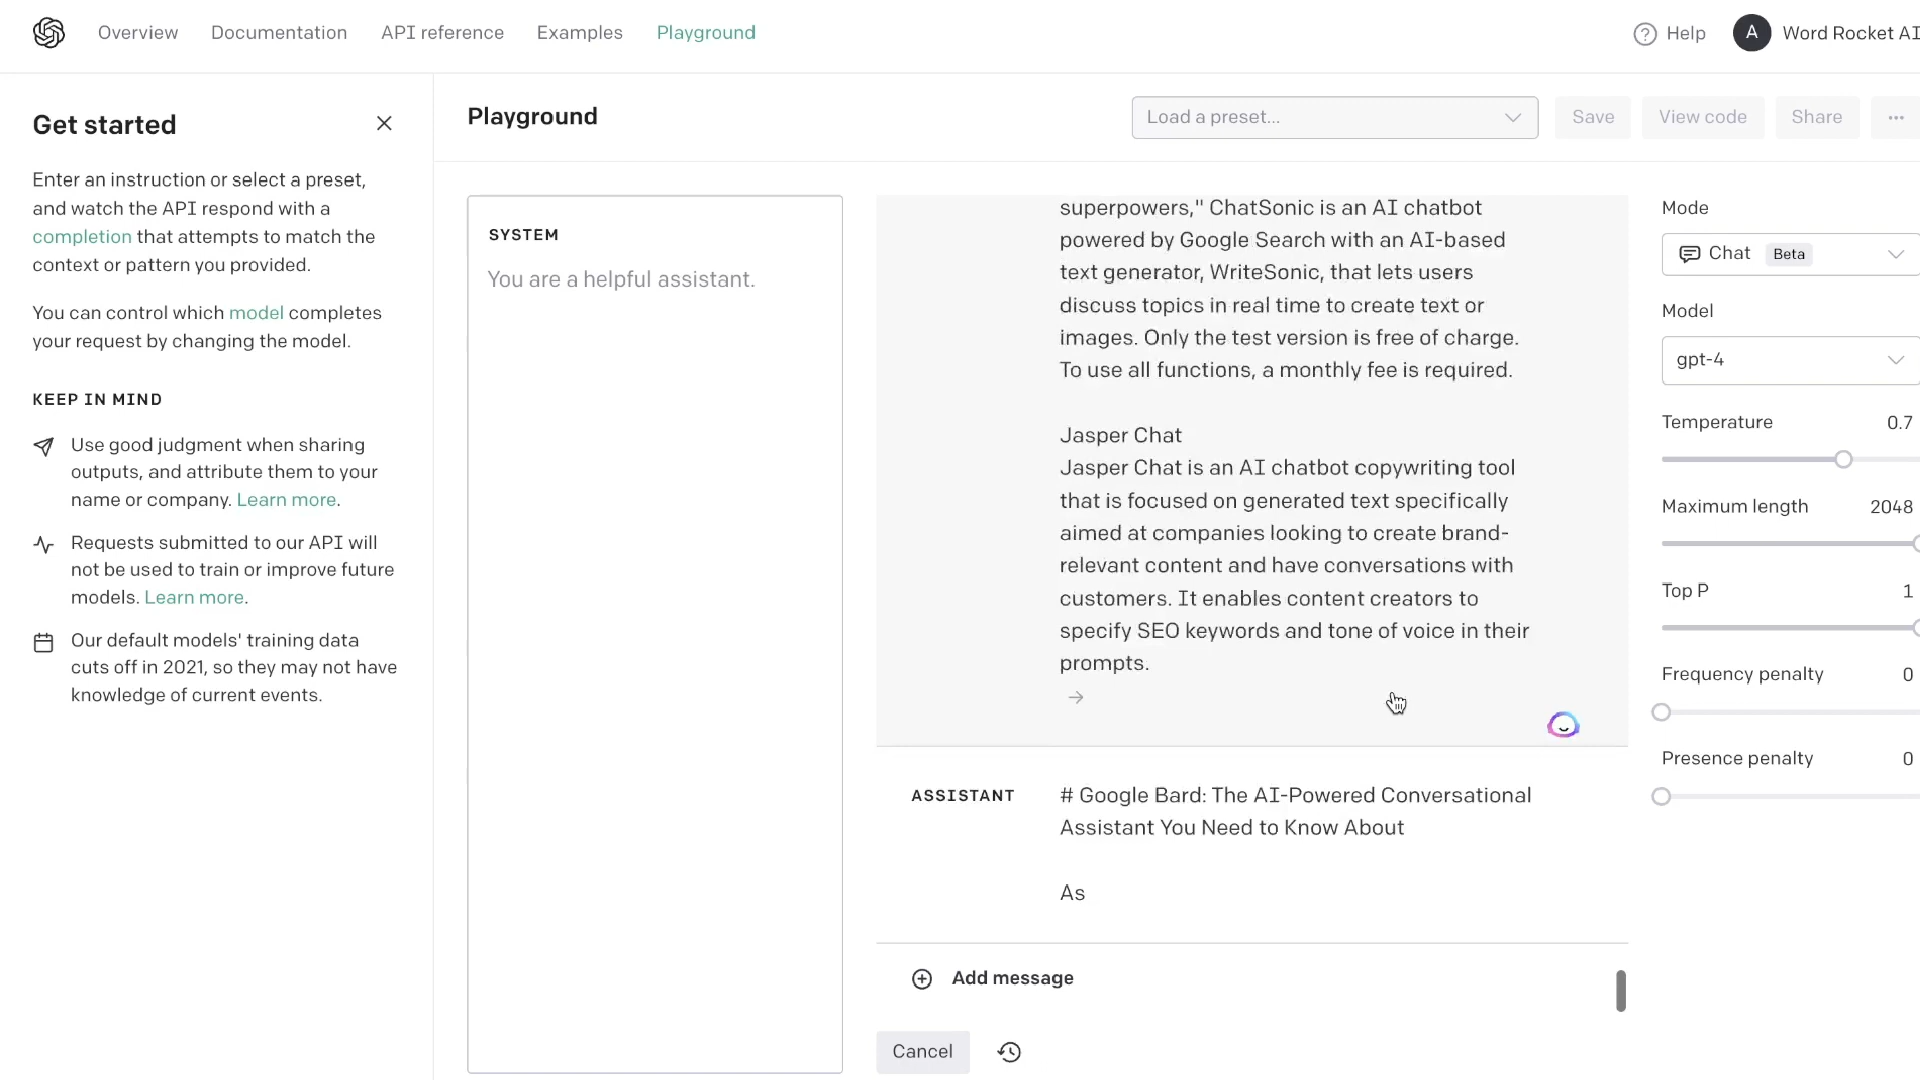 Overview
Documentation
API reference
Examples
Playground
Help
A
Word Rocket AI
Get started
Enter an instruction or select a preset,
and watch the API respond with a
completion that attempts to match the
context or pattern you provided.
You can control which model completes
your request by changing the model.
KEEP IN MIND
Use good judgment when sharing
outputs, and attribute them to your
name or company. Learn more.
Requests submitted to our API will
not be used to train or improve future
models. Learn more.
Our default models' training data
cuts off in 2021, so they may not have
knowledge of current events.
Playground
Load a preset...
Save
View code
Share
SYSTEM
You are a helpful assistant.
superpowers," ChatSonic is an AI chatbot
powered by Google Search with an AI-based
text generator, WriteSonic, that lets users
discuss topics in real time to create text or
images. Only the test version is free of charge.
To use all functions, a monthly fee is required.
Jasper Chat
Jasper Chat is an AI chatbot copywriting tool
that is focused on generated text specifically
aimed at companies looking to create brand-
relevant content and have conversations with
customers. It enables content creators to
specify SEO keywords and tone of voice in their
prompts.
ASSISTANT
# Google Bard: The AI-Powered Conversational
Assistant You Need to Know About
As
Add message
Cancel
Mode
Chat Beta
Model
gpt-4
Temperature 0.7
Maximum length 2048
Top P 1
Frequency penalty 0
Presence penalty 0